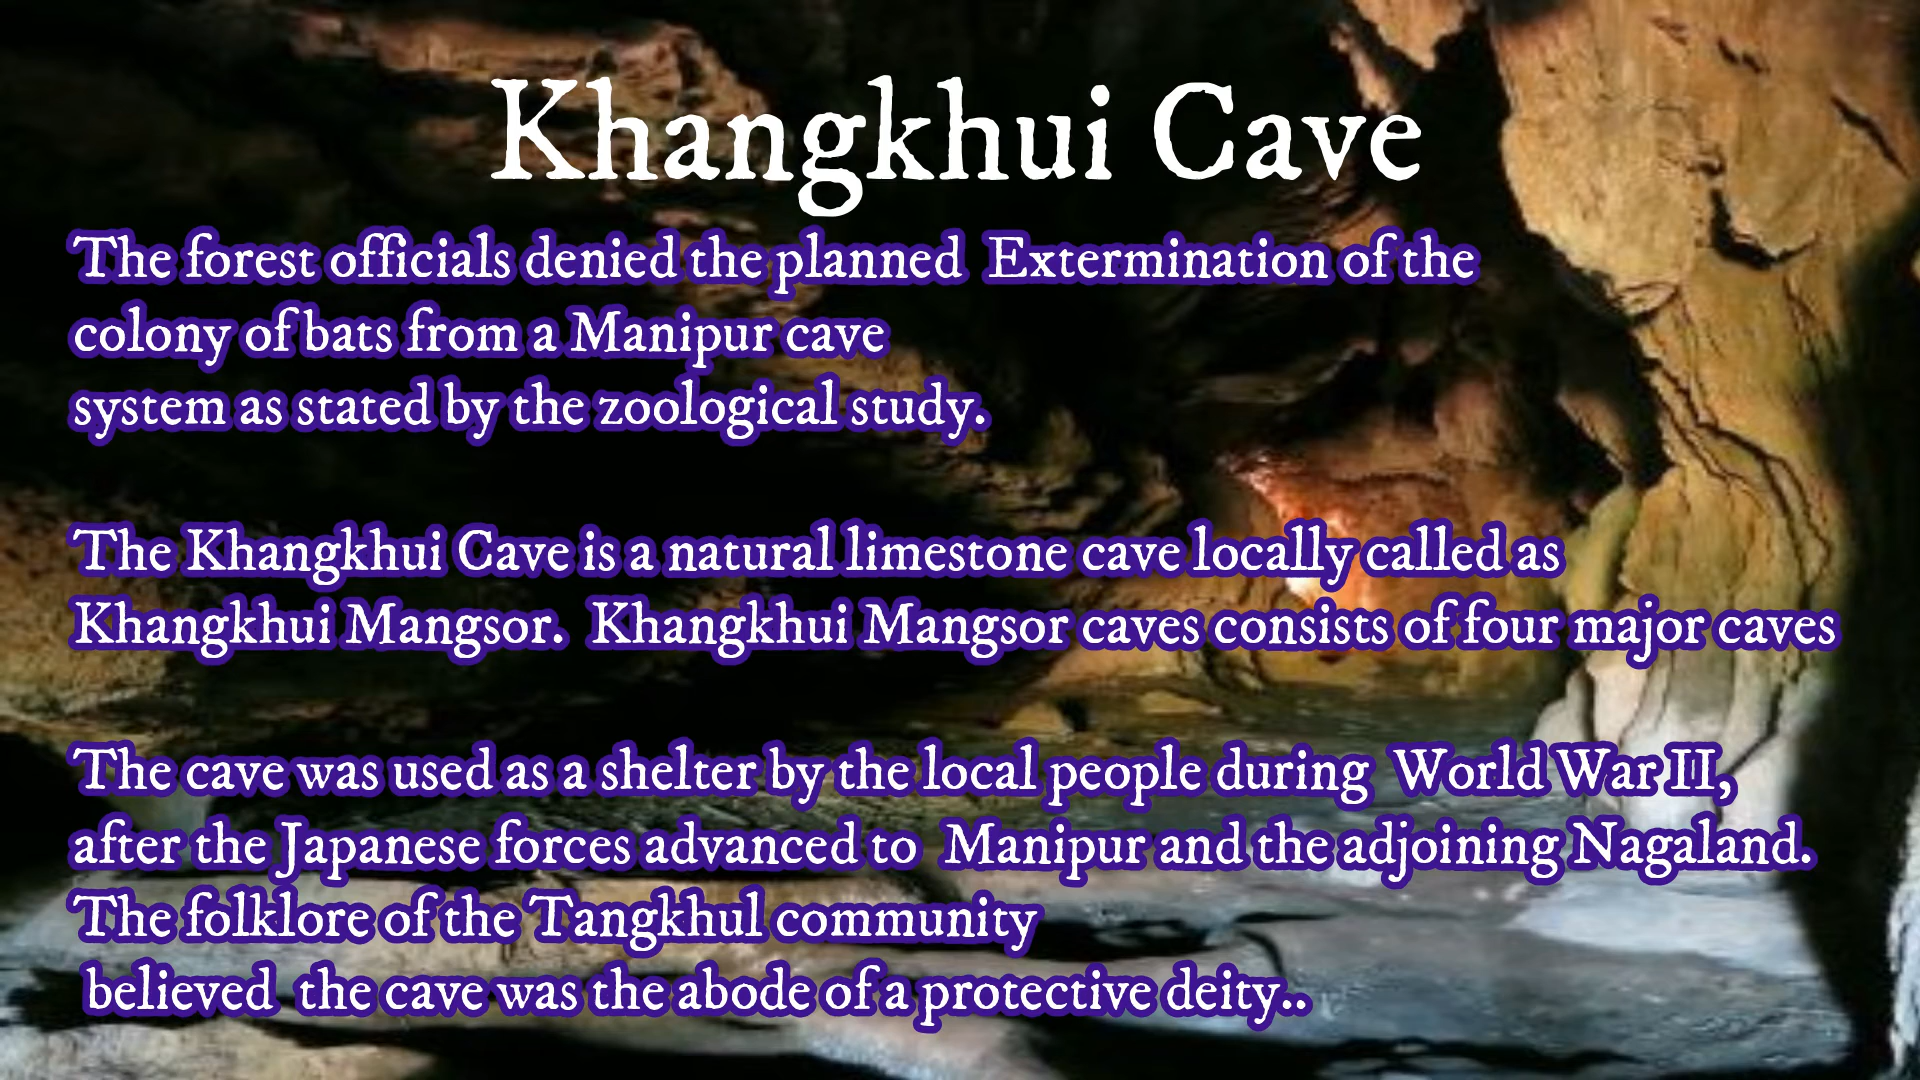 Khangkhui Cave
The forest officials denied the planned  Extermination of the
colony of bats from a Manipur cave
system as stated by the zoological study.
The Khangkhui Cave is a natural limestone cave locally called as
Khangkhui Mangsor.  Khangkhui Mangsor caves consists of four major caves
The cave was used as a shelter by the local people during  World War II,
after the Japanese forces advanced to  Manipur and the adjoining Nagaland.
The folklore of the Tangkhul community
believed  the cave was the abode of a protective deity..